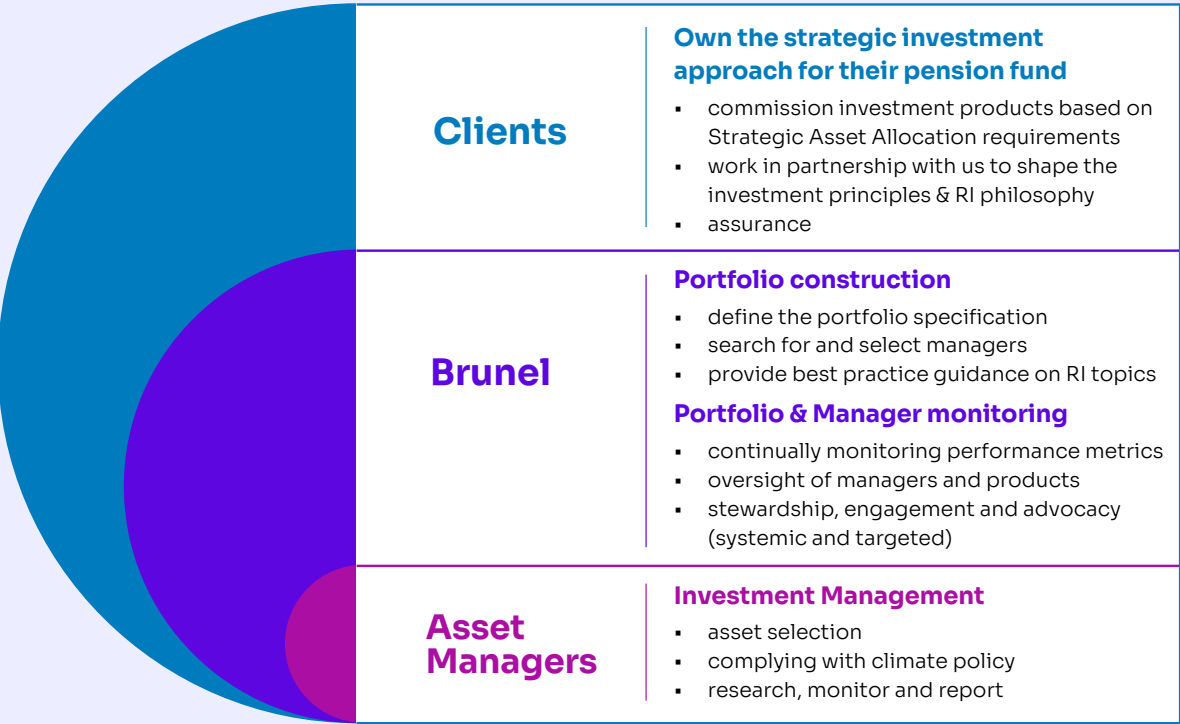 Clients
Own the strategic investment
approach for their pension fund
▪ commission investment products based on
Strategic Asset Allocation requirements
▪ work in partnership with us to shape the
investment principles & RI philosophy
▪ assurance
Brunel
Portfolio construction
▪ define the portfolio specification
▪ search for and select managers
▪ provide best practice guidance on RI topics
Portfolio & Manager monitoring
▪ continually monitoring performance metrics
▪ oversight of managers and products
▪ stewardship, engagement and advocacy
(systemic and targeted)
Asset
Managers
Investment Management
▪ asset selection
▪ complying with climate policy
▪ research, monitor and report